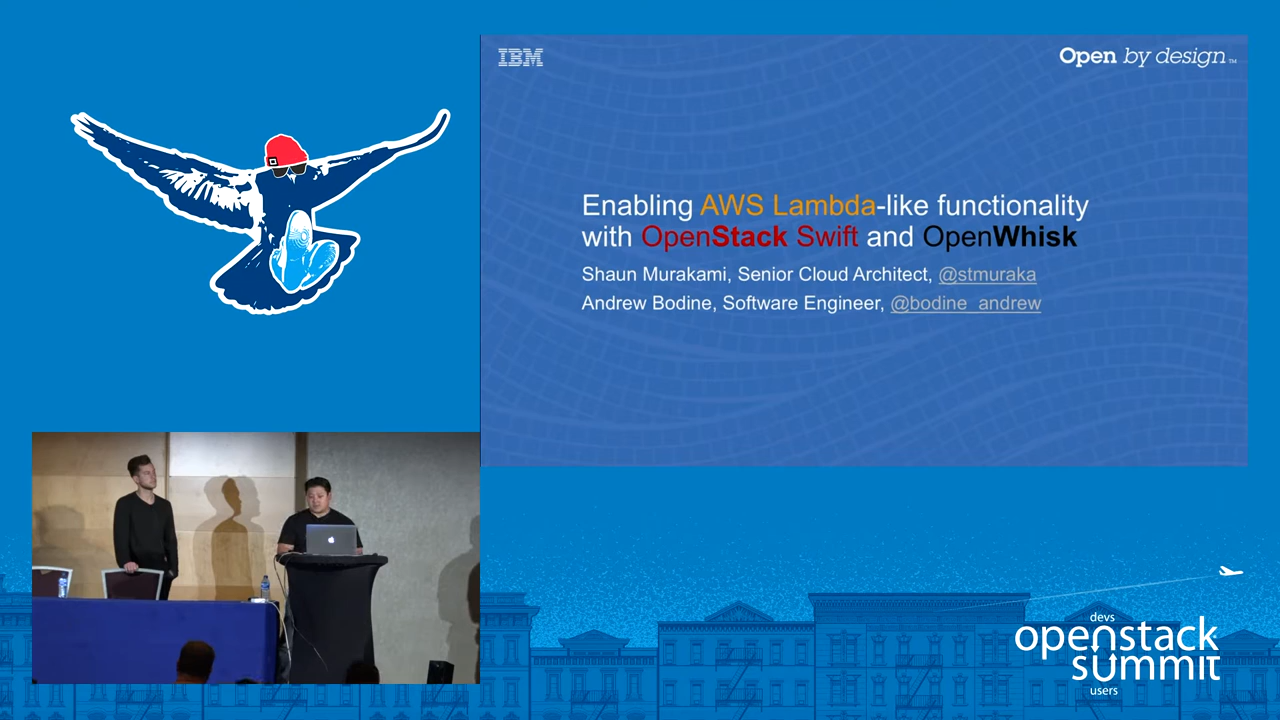 IBM
Open by design™
Enabling AWS Lambda-like functionality
with OpenStack Swift and OpenWhisk
Shaun Murakami, Senior Cloud Architect, @stmuraka
Andrew Bodine, Software Engineer, @bodine_andrew
devs
openstack
summit
users